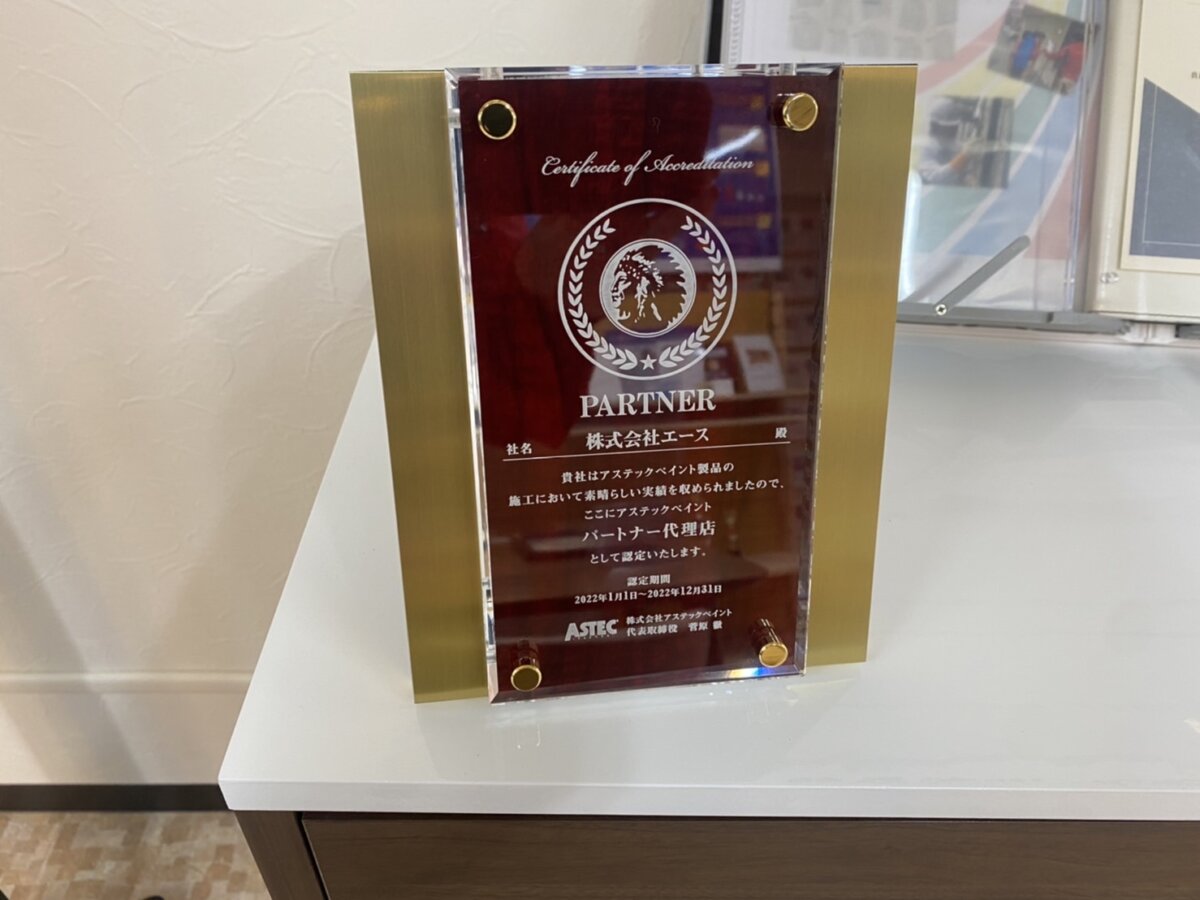 Certificate of Accreditation
PARTNER
社名 株式会社エース 殿
貴社はアステックペイント製品の
施工において素晴らしい実績を収められましたので、
ここにアステックペイント
パートナー代理店
として認定いたします。
認定期間
2022年1月1日～2022年12月31日
ASTEC 株式会社アステックペイント
代表取締役 菅原 徹